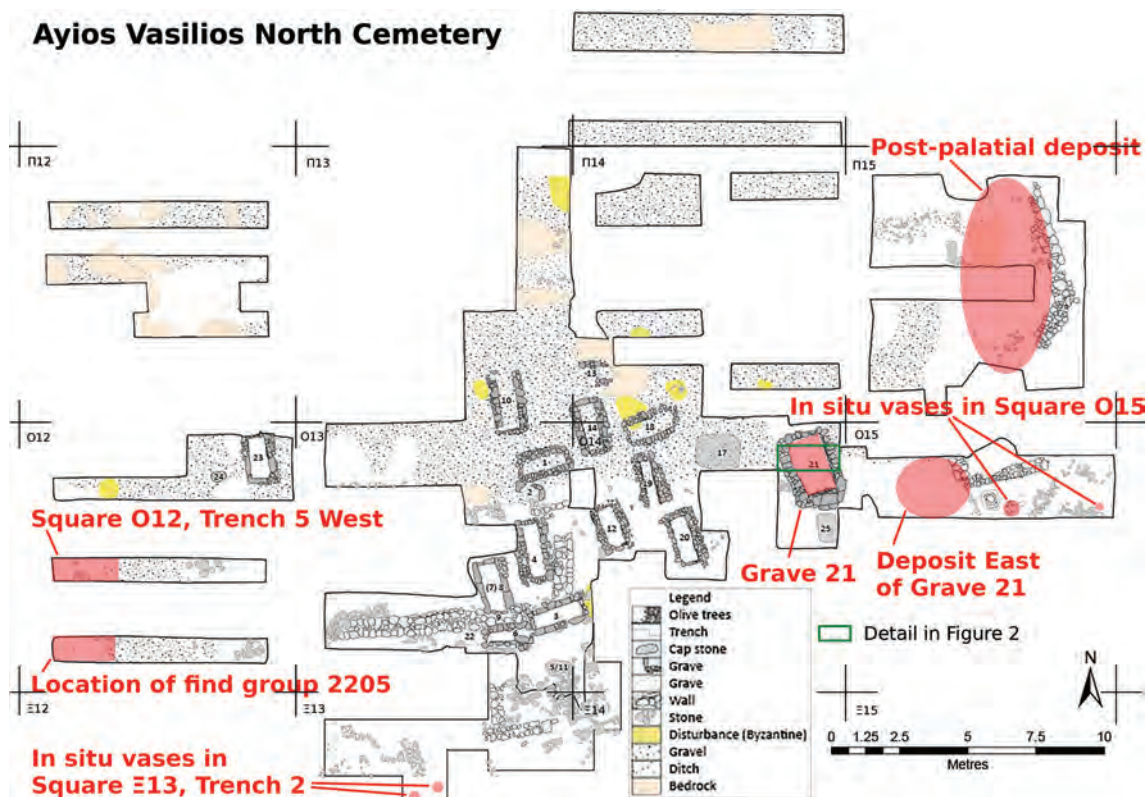 Ayios Vasilios North Cemetery
Π12
Π13
Π14
Π15
Post-palatial deposit
In situ vases in Square O15
O12
O13
O14
O15
10
13
14
18
17
21
23
24
1
2
9
4
12
20
25
Square O12, Trench 5 West
Grave 21
Deposit East
of Grave 21
3
22
6
5/11
Location of find group 2205
Ξ12
Ξ13
Ξ14
Ξ15
In situ vases in
Square Ξ13, Trench 2
Legend
Olive trees
Trench
Cap stone
Grave
Grave
Wall
Stone
Disturbance (Byzantine)
Gravel
Ditch
Bedrock
Detail in Figure 2
N
0 1.25 2.5 5 7.5 10
Metres